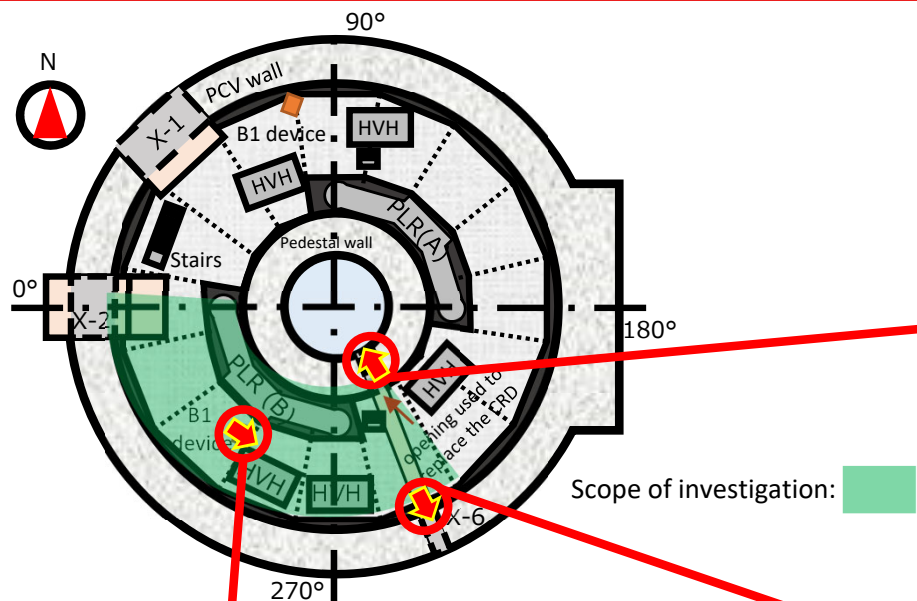 90°
N
PCV wall
X-1
B1 device
HVH
HVH
PLR(A)
Pedestal wall
Stairs
0°
X-2
180°
HVH
PLR (B)
opening used to
replace the CRD
B1
device
HVH
HVH
X-6
Scope of investigation:
270°